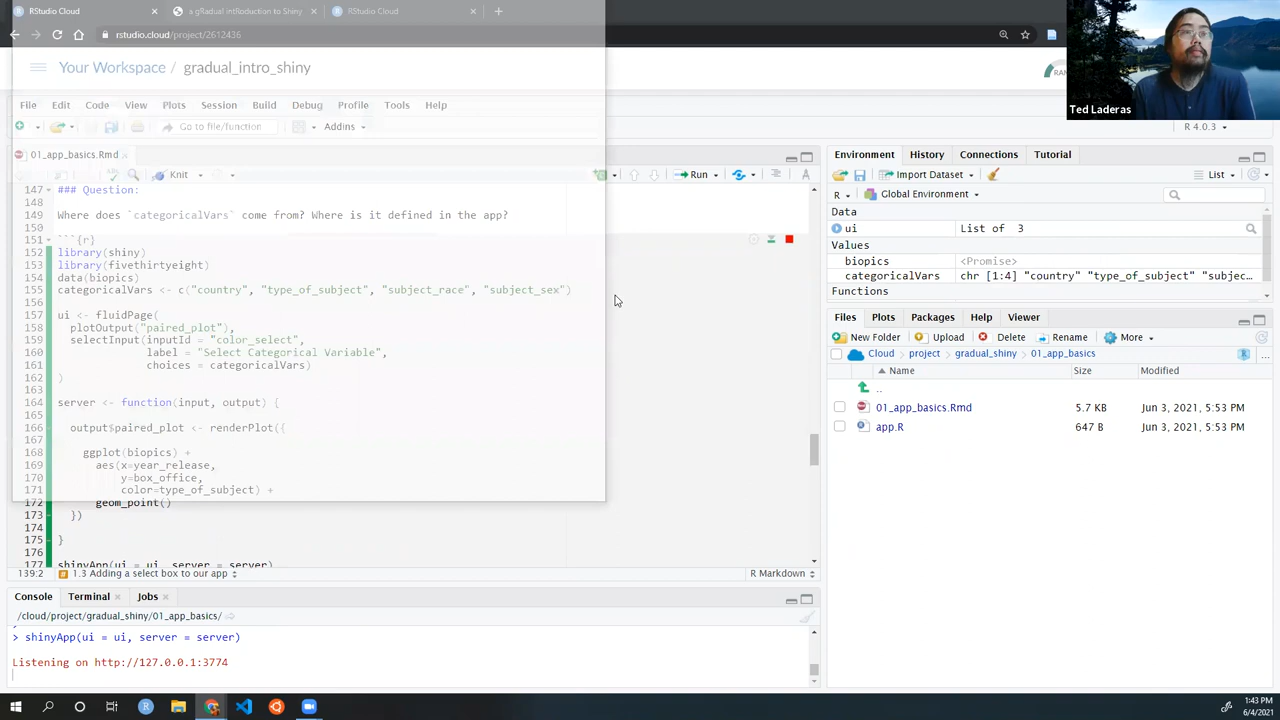 RStudio Cloud
a gRadual intRoduction to Shiny
RStudio Cloud
rstudio.cloud/project/2612436
Your Workspace / gradual_intro_shiny
Ted Laderas
File Edit Code View Plots Session Build Debug Profile Tools Help
Go to file/function
Addins
R 4.0.3
01_app_basics.Rmd
Knit
Run
147 ### Question:
148
149 Where does `categoricalVars` come from? Where is it defined in the app?
150
151 ```{r}
152 library(shiny)
153 library(fivethirtyeight)
154 data(biopics)
155 categoricalVars <- c("country", "type_of_subject", "subject_race", "subject_sex")
156
157 ui <- fluidPage(
158 plotOutput("paired_plot"),
159 selectInput(inputId = "color_select",
160 label = "Select Categorical Variable",
161 choices = categoricalVars)
162 )
163
164 server <- function(input, output) {
165
166 output$paired_plot <- renderPlot({
167
168 ggplot(biopics) +
169 aes(x=year_release,
170 y=box_office,
171 color=type_of_subject) +
172 geom_point()
173 })
174
175 }
176
177 shinyApp(ui = ui, server = server)
139:2 1.3 Adding a select box to our app
R Markdown
Console Terminal Jobs
/cloud/project/gradual_shiny/01_app_basics/
> shinyApp(ui = ui, server = server)
Listening on http://127.0.0.1:3774
Environment History Connections Tutorial
Import Dataset
List
R Global Environment
Data
ui List of 3
Values
biopics <Promise>
categoricalVars chr [1:4] "country" "type_of_subject" "subjec…
Functions
Files Plots Packages Help Viewer
New Folder Upload Delete Rename More
Cloud project gradual_shiny 01_app_basics
Name Size Modified
..
01_app_basics.Rmd 5.7 KB Jun 3, 2021, 5:53 PM
app.R 647 B Jun 3, 2021, 5:53 PM
1:43 PM
6/4/2021